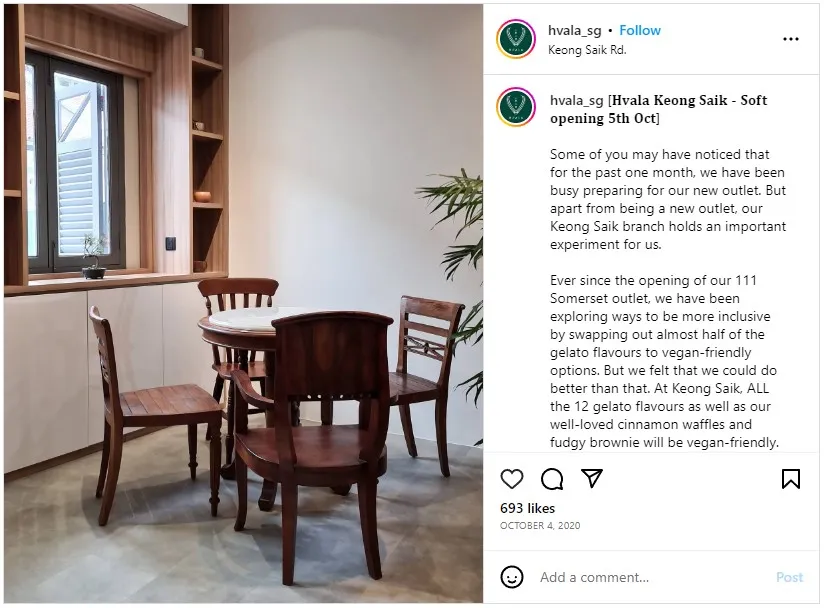 hvala_sg • Follow
Keong Saik Rd.
hvala_sg [Hvala Keong Saik - Soft
opening 5th Oct]
Some of you may have noticed that
for the past one month, we have been
busy preparing for our new outlet. But
apart from being a new outlet, our
Keong Saik branch holds an important
experiment for us.
Ever since the opening of our 111
Somerset outlet, we have been
exploring ways to be more inclusive
by swapping out almost half of the
gelato flavours to vegan-friendly
options. But we felt that we could do
better than that. At Keong Saik, ALL
the 12 gelato flavours as well as our
well-loved cinnamon waffles and
fudgy brownie will be vegan-friendly.
693 likes
OCTOBER 4, 2020
Add a comment...
Post